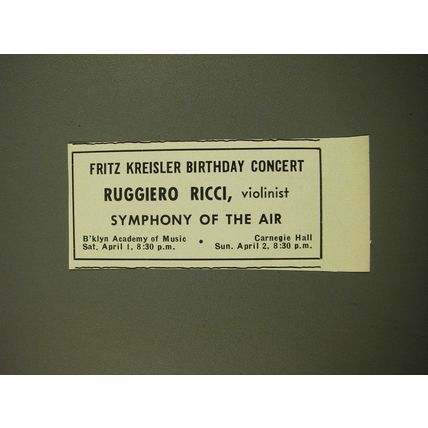 FRITZ KREISLER BIRTHDAY CONCERT
RUGGIERO RICCI, violinist
SYMPHONY OF THE AIR
B'klyn Academy of Music • Carnegie Hall
Sat. April 1, 8:30 p.m. Sun. April 2, 8:30 p.m.